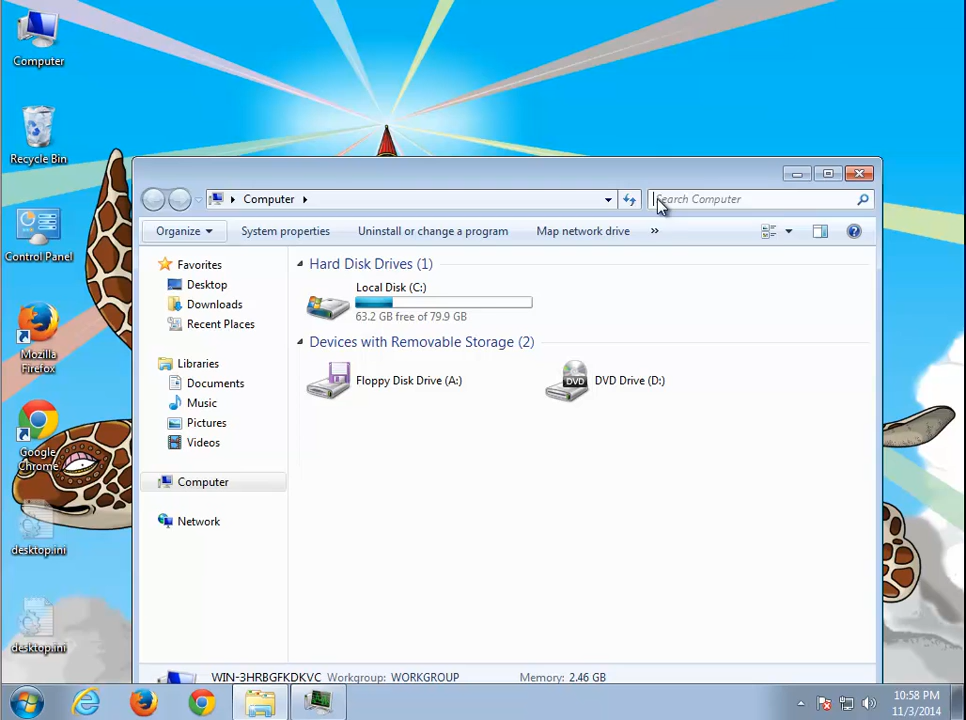 Computer
Recycle Bin
Control Panel
Mozilla
Firefox
Google
Chrome
desktop.ini
desktop.ini
Computer
Search Computer
Organize
System properties
Uninstall or change a program
Map network drive
»
Favorites
Desktop
Downloads
Recent Places
Libraries
Documents
Music
Pictures
Videos
Computer
Network
Hard Disk Drives (1)
Local Disk (C:)
63.2 GB free of 79.9 GB
Devices with Removable Storage (2)
Floppy Disk Drive (A:)
DVD
DVD Drive (D:)
WIN-3HRBGFKDKVC Workgroup: WORKGROUP Memory: 2.46 GB
10:58 PM
11/3/2014